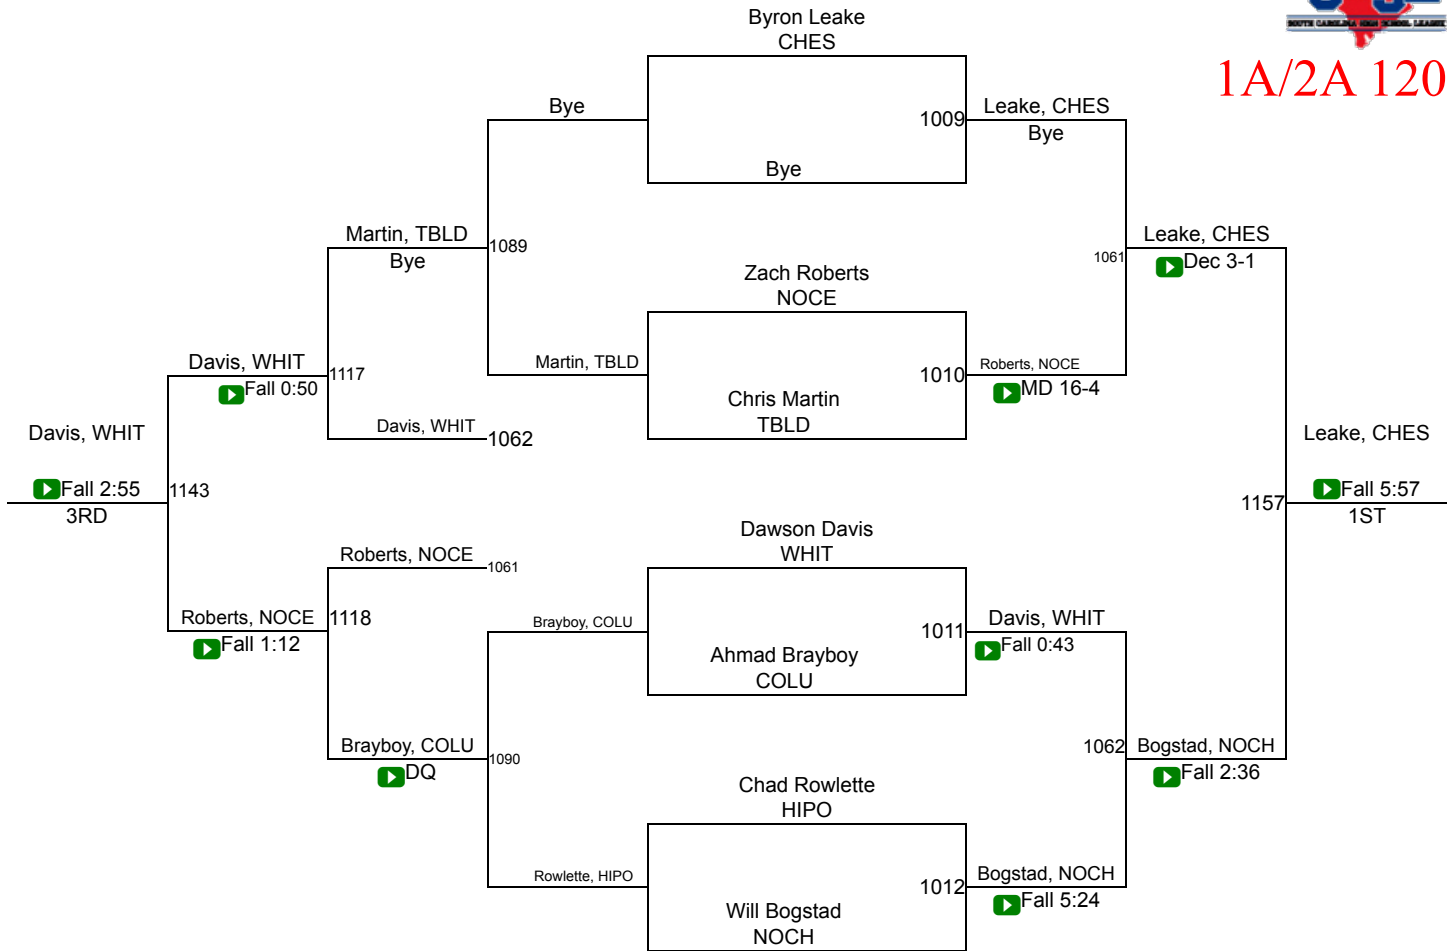 SOUTH CAROLINA HIGH SCHOOL LEAGUE
1A/2A 120
Byron Leake
CHES
Bye
1009
Leake, CHES
Bye
Bye
Martin, TBLD
Bye
1089
1061
Leake, CHES
Dec 3-1
Zach Roberts
NOCE
Davis, WHIT
Fall 0:50
1117
Martin, TBLD
1010
Roberts, NOCE
MD 16-4
Chris Martin
TBLD
Davis, WHIT
1062
Davis, WHIT
Fall 2:55
3RD
1143
1157
Leake, CHES
Fall 5:57
1ST
Dawson Davis
WHIT
Roberts, NOCE
1061
Roberts, NOCE
Fall 1:12
1118
Brayboy, COLU
1011
Davis, WHIT
Fall 0:43
Ahmad Brayboy
COLU
Brayboy, COLU
DQ
1090
1062
Bogstad, NOCH
Fall 2:36
Chad Rowlette
HIPO
Rowlette, HIPO
1012
Bogstad, NOCH
Fall 5:24
Will Bogstad
NOCH